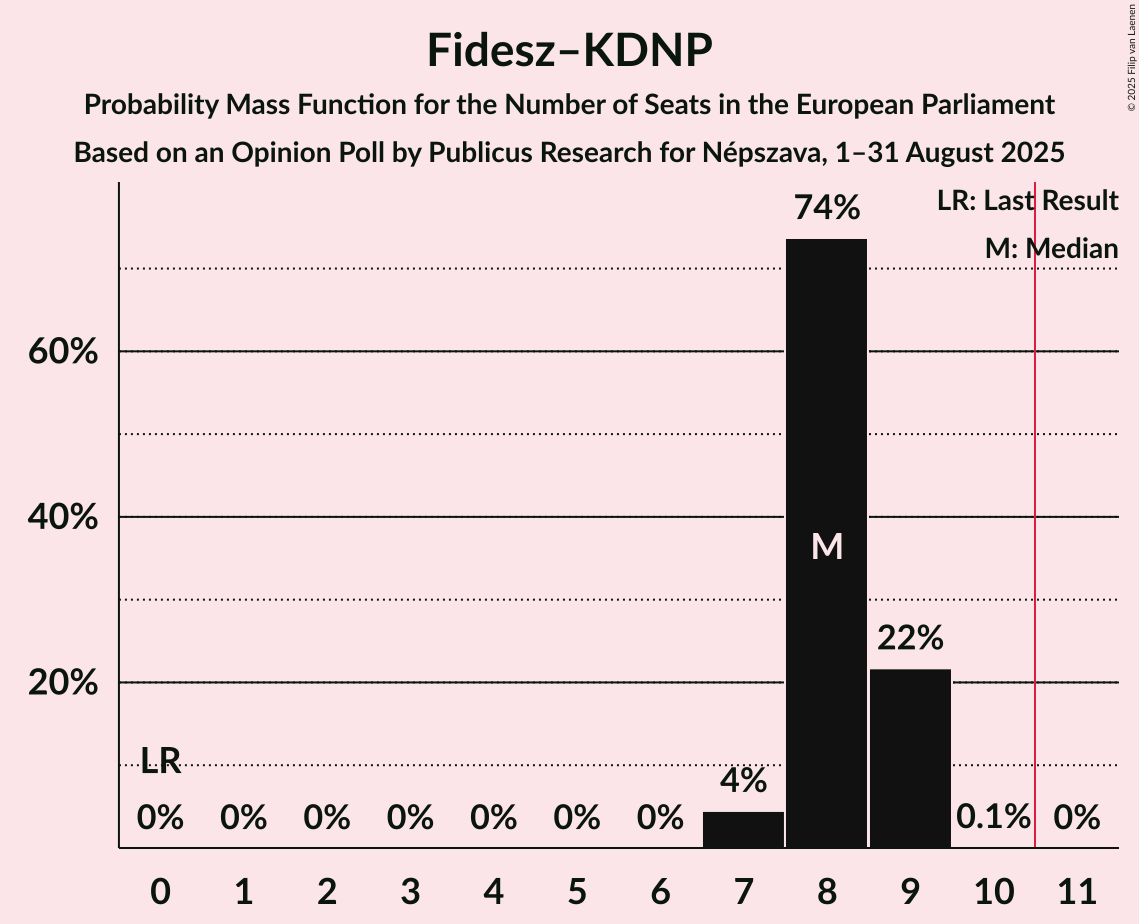 Fidesz–KDNP
Probability Mass Function for the Number of Seats in the European Parliament
Based on an Opinion Poll by Publicus Research for Népszava, 1–31 August 2025
© 2025 Filip van Laenen
LR: Last Result
M: Median
74%
60%
40%
M
22%
20%
LR
4%
0% 0% 0% 0% 0% 0% 0% 0.1% 0%
0 1 2 3 4 5 6 7 8 9 10 11